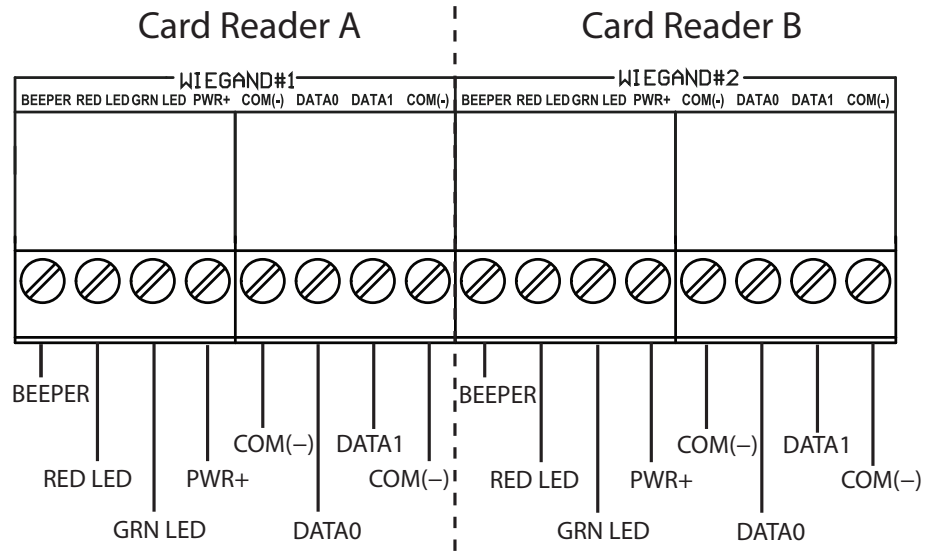 Card Reader A Card Reader B
WIEGAND#1 WIEGAND#2
BEEPER RED LED GRN LED PWR+ COM(-) DATA0 DATA1 COM(-) BEEPER RED LED GRN LED PWR+ COM(-) DATA0 DATA1 COM(-)
BEEPER BEEPER
COM(−) DATA1 COM(−) DATA1
RED LED PWR+ COM(−) RED LED PWR+ COM(−)
GRN LED DATA0 GRN LED DATA0